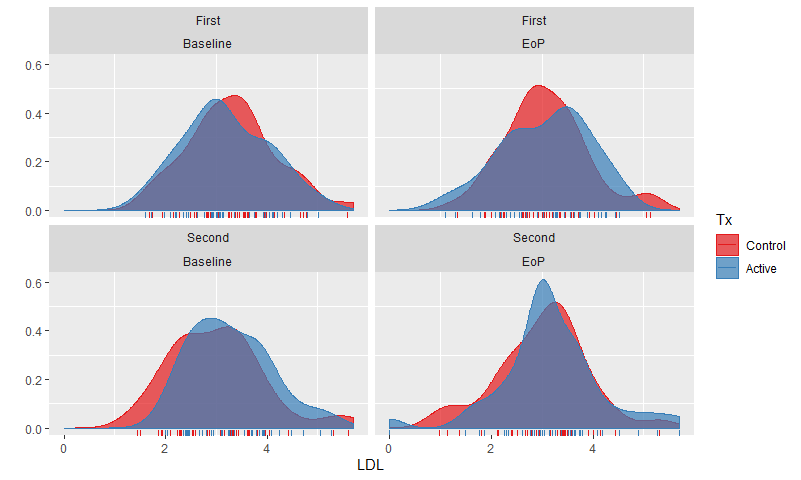 First
First
Baseline
EoP
0.6
0.4
0.2
0.0
Second
Second
Baseline
EoP
0.6
0.4
0.2
0.0
0
2
4
0
2
4
LDL
Tx
Control
Active